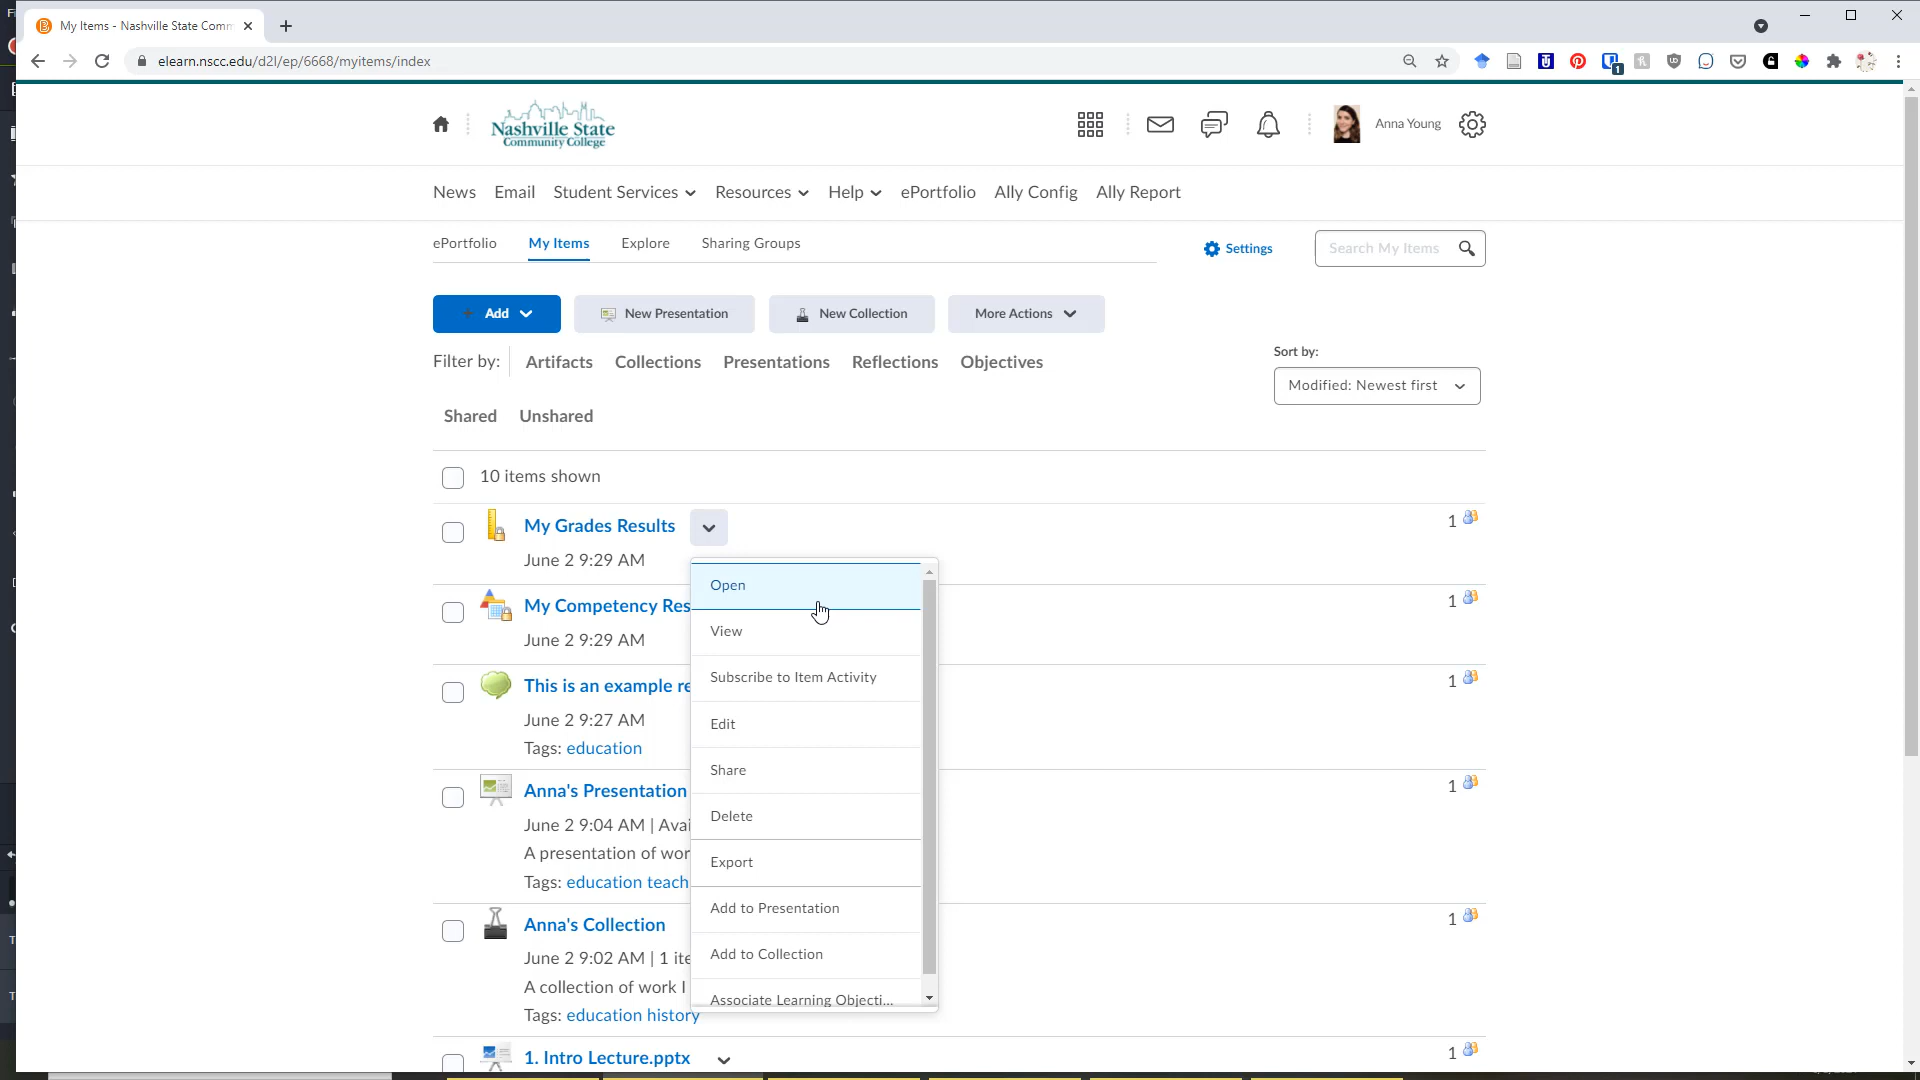 My Items - Nashville State Comm
elearn.nscc.edu/d2l/ep/6668/myitems/index
1
Nashville State
Community College
Anna Young
News Email Student Services Resources Help ePortfolio Ally Config Ally Report
ePortfolio My Items Explore Sharing Groups
Settings
Search My Items
Add New Presentation New Collection More Actions
Filter by: Artifacts Collections Presentations Reflections Objectives
Sort by:
Modified: Newest first
Shared Unshared
10 items shown
My Grades Results
1
June 2 9:29 AM
Open
My Competency Res
1
View
June 2 9:29 AM
Subscribe to Item Activity
This is an example re
1
June 2 9:27 AM
Edit
Tags: education
Share
Anna's Presentation
1
Delete
June 2 9:04 AM | Avai
A presentation of wor
Export
Tags: education teach
Add to Presentation
Anna's Collection
1
Add to Collection
June 2 9:02 AM | 1 ite
A collection of work I
Associate Learning Objecti...
Tags: education history
1. Intro Lecture.pptx
1